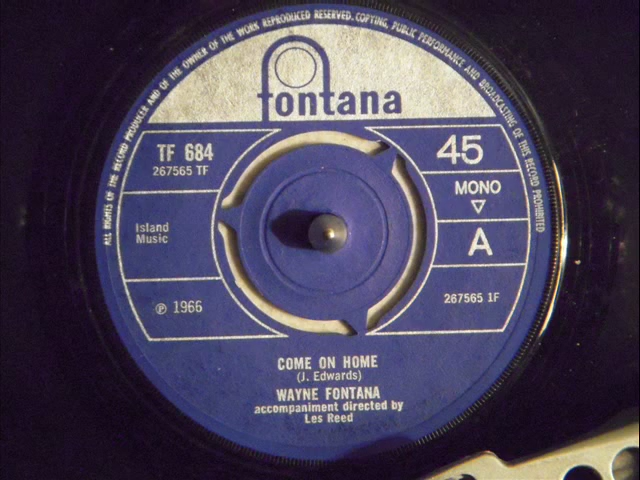 ALL RIGHTS OF THE RECORD PRODUCER AND OF THE OWNER OF THE WORK REPRODUCED RESERVED. COPYING, PUBLIC PERFORMANCE AND BROADCASTING OF THIS RECORD PROHIBITED
fontana
TF 684
267565 TF
45
MONO
Island
Music
A
℗ 1966
267565 1F
COME ON HOME
(J. Edwards)
WAYNE FONTANA
accompaniment directed by
Les Reed